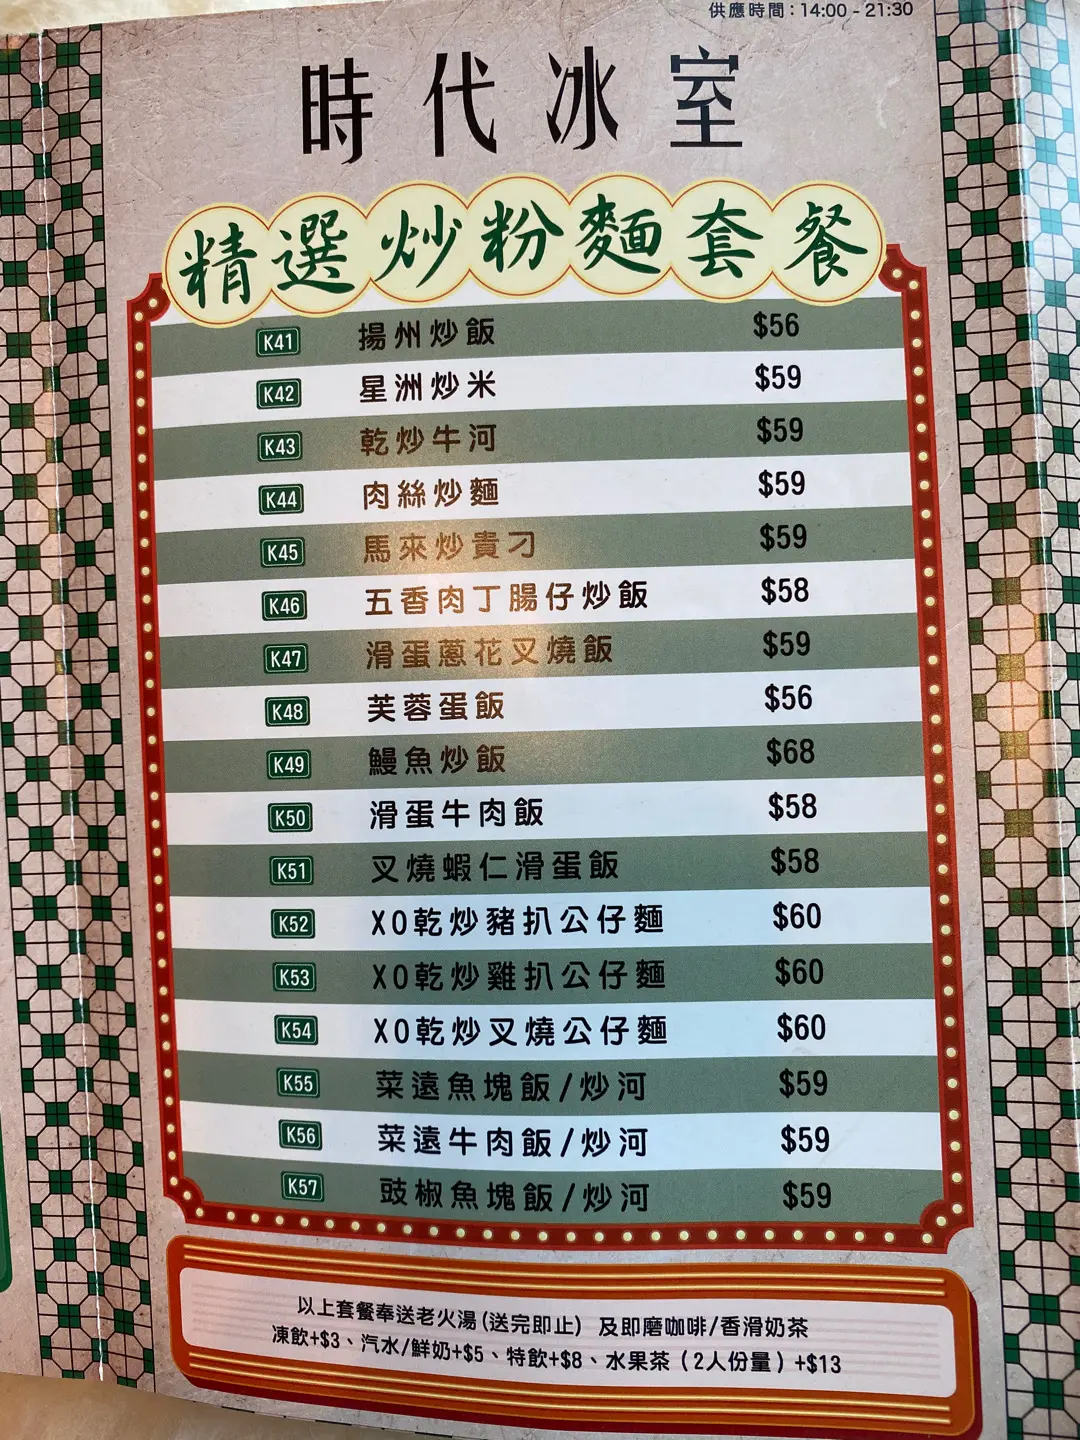 供應時間：14:00 - 21:30
時代冰室
精選炒粉麵套餐
K41 揚州炒飯 $56
K42 星洲炒米 $59
K43 乾炒牛河 $59
K44 肉絲炒麵 $59
K45 馬來炒貴刁 $59
K46 五香肉丁腸仔炒飯 $58
K47 滑蛋蔥花叉燒飯 $59
K48 芙蓉蛋飯 $56
K49 鰻魚炒飯 $68
K50 滑蛋牛肉飯 $58
K51 叉燒蝦仁滑蛋飯 $58
K52 XO乾炒豬扒公仔麵 $60
K53 XO乾炒雞扒公仔麵 $60
K54 XO乾炒叉燒公仔麵 $60
K55 菜遠魚塊飯/炒河 $59
K56 菜遠牛肉飯/炒河 $59
K57 豉椒魚塊飯/炒河 $59
以上套餐奉送老火湯(送完即止) 及即磨咖啡/香滑奶茶
凍飲+$3、汽水/鮮奶+$5、特飲+$8、水果茶（2人份量）+$13